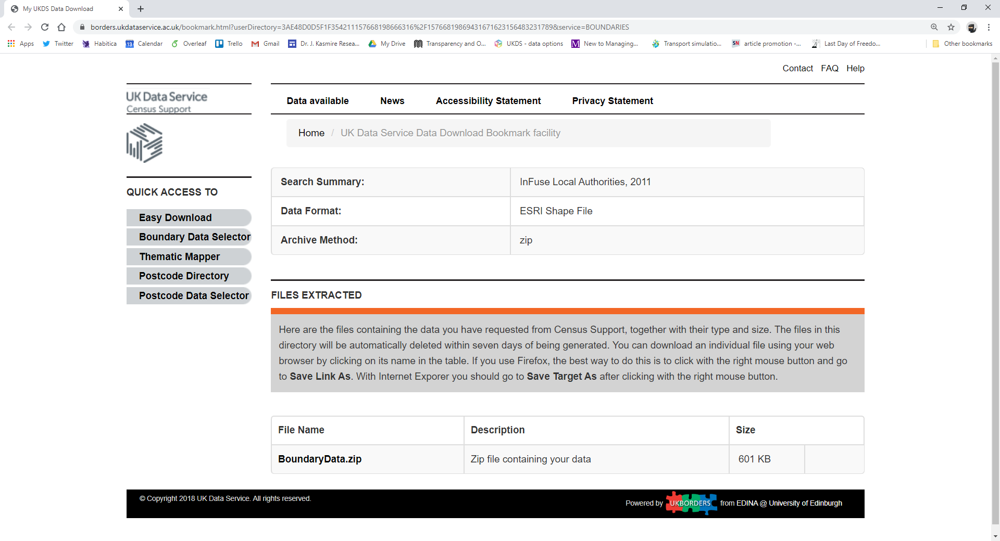 My UKDS Data Download
borders.ukdataservice.ac.uk/bookmark.html?userDirectory=3AE48D0D5F1F354211157668198666316%2F15766819869431671623156483231789&service=BOUNDARIES
Apps Twitter Habitica 13 Calendar Overleaf Trello Gmail Dr. J. Kasmire Resea... My Drive Transparency and O... UKDS - data options M New to Managing... Transport simulatio... SN article promotion -... Last Day of Freedo... Other bookmarks
Contact FAQ Help
UK Data Service
Census Support
Data available News Accessibility Statement Privacy Statement
Home / UK Data Service Data Download Bookmark facility
Search Summary: InFuse Local Authorities, 2011
Data Format: ESRI Shape File
Archive Method: zip
QUICK ACCESS TO
Easy Download
Boundary Data Selector
Thematic Mapper
Postcode Directory
Postcode Data Selector
FILES EXTRACTED
Here are the files containing the data you have requested from Census Support, together with their type and size. The files in this
directory will be automatically deleted within seven days of being generated. You can download an individual file using your web
browser by clicking on its name in the table. If you use Firefox, the best way to do this is to click with the right mouse button and go
to Save Link As. With Internet Exporer you should go to Save Target As after clicking with the right mouse button.
File Name Description Size
BoundaryData.zip Zip file containing your data 601 KB
© Copyright 2018 UK Data Service. All rights reserved.
Powered by UKBORDERS from EDINA @ University of Edinburgh